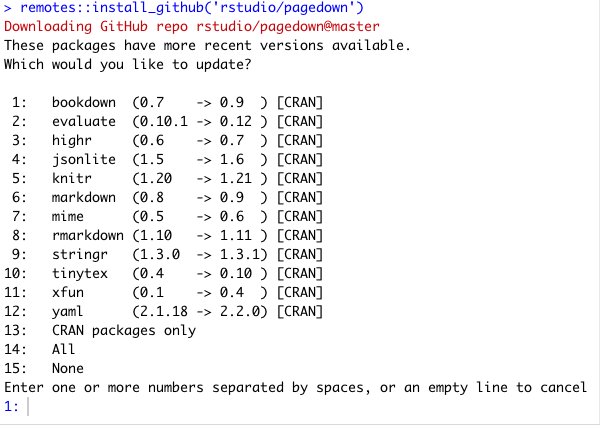 > remotes::install_github('rstudio/pagedown')
Downloading GitHub repo rstudio/pagedown@master
These packages have more recent versions available.
Which would you like to update?

 1:   bookdown  (0.7    -> 0.9  ) [CRAN]
 2:   evaluate  (0.10.1 -> 0.12 ) [CRAN]
 3:   highr     (0.6    -> 0.7  ) [CRAN]
 4:   jsonlite  (1.5    -> 1.6  ) [CRAN]
 5:   knitr     (1.20   -> 1.21 ) [CRAN]
 6:   markdown  (0.8    -> 0.9  ) [CRAN]
 7:   mime      (0.5    -> 0.6  ) [CRAN]
 8:   rmarkdown (1.10   -> 1.11 ) [CRAN]
 9:   stringr   (1.3.0  -> 1.3.1) [CRAN]
10:   tinytex   (0.4    -> 0.10 ) [CRAN]
11:   xfun      (0.1    -> 0.4  ) [CRAN]
12:   yaml      (2.1.18 -> 2.2.0) [CRAN]
13:   CRAN packages only
14:   All
15:   None
Enter one or more numbers separated by spaces, or an empty line to cancel
1: